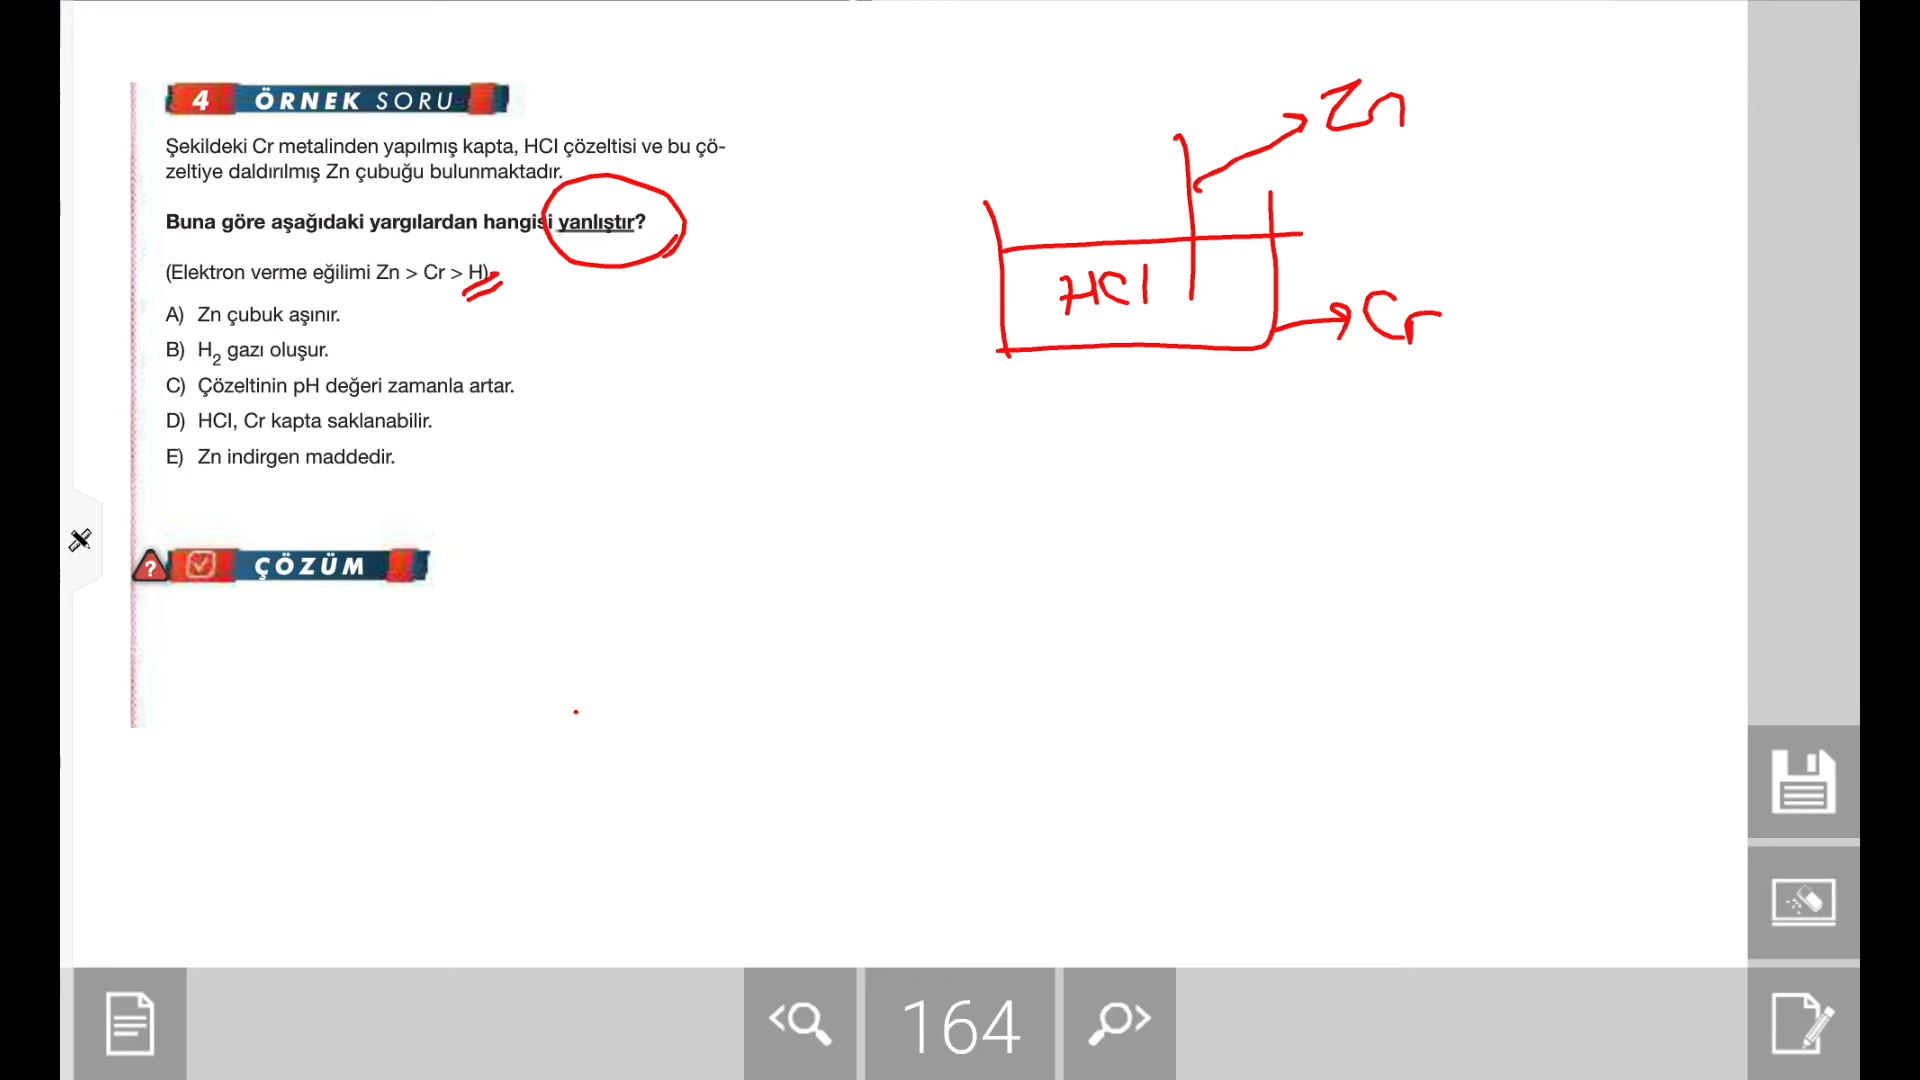 4 ÖRNEK SORU
Şekildeki Cr metalinden yapılmış kapta, HCl çözeltisi ve bu çö-
zeltiye daldırılmış Zn çubuğu bulunmaktadır.
Buna göre aşağıdaki yargılardan hangisi yanlıştır?
(Elektron verme eğilimi Zn > Cr > H)
A) Zn çubuk aşınır.
B) H2 gazı oluşur.
C) Çözeltinin pH değeri zamanla artar.
D) HCl, Cr kapta saklanabilir.
E) Zn indirgen maddedir.
? ÇÖZÜM
Zn
HCl
Cr
164